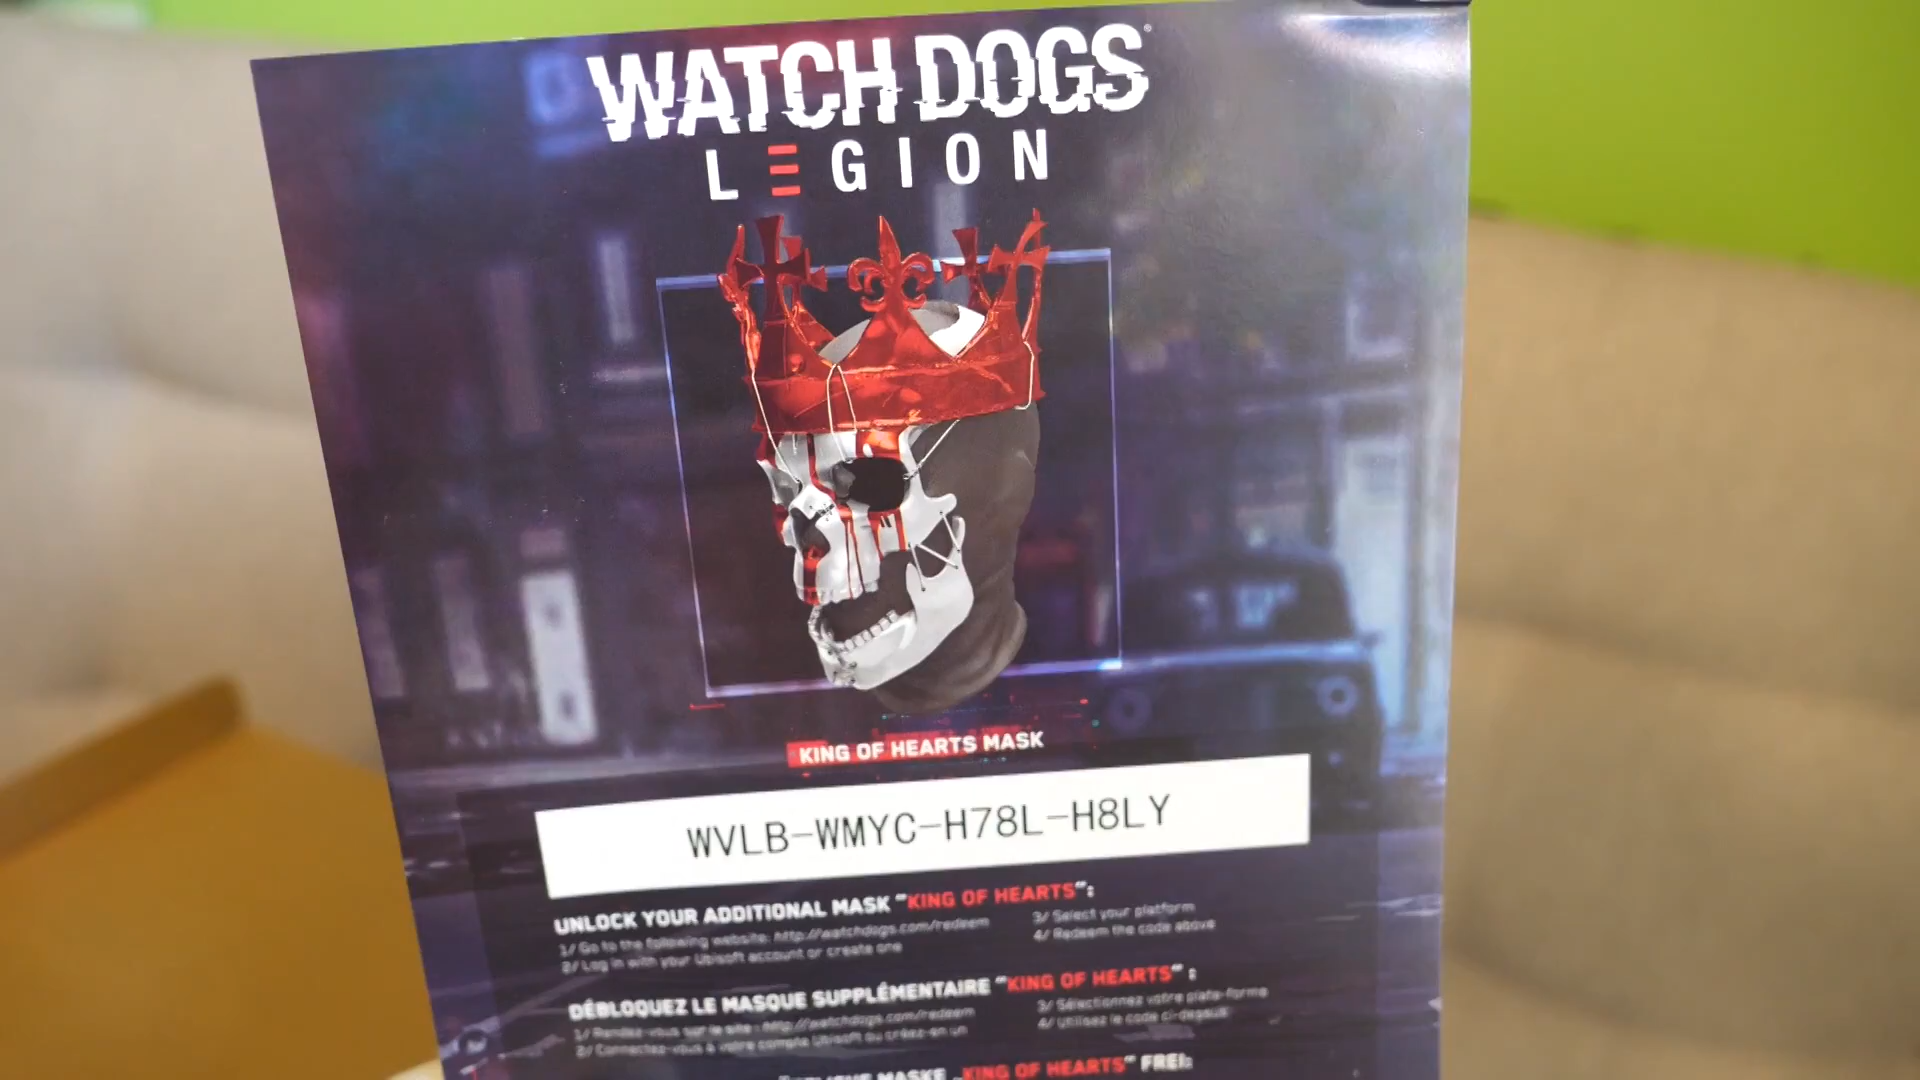 WATCH DOGS
LEGION
KING OF HEARTS MASK
WVLB-WMYC-H78L-H8LY
UNLOCK YOUR ADDITIONAL MASK "KING OF HEARTS":
1/ Go to the following website: http://watchdogs.com/redeem
2/ Log in with your Ubisoft account or create one
3/ Select your platform
4/ Redeem the code above
DÉBLOQUEZ LE MASQUE SUPPLÉMENTAIRE "KING OF HEARTS" :
1/ Rendez-vous sur le site : http://watchdogs.com/redeem
2/ Connectez-vous à votre compte Ubisoft ou créez-en un
3/ Sélectionnez votre plate-forme
4/ Utilisez le code ci-dessus
MASKE „KING OF HEARTS" FREI: